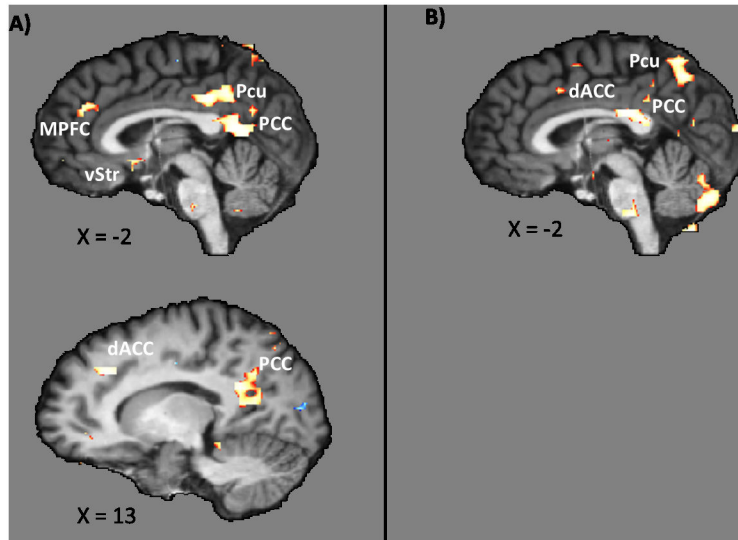 A)
MPFC
Pcu
PCC
vStr
X = -2
dACC
PCC
X = 13
B)
Pcu
dACC
PCC
X = -2